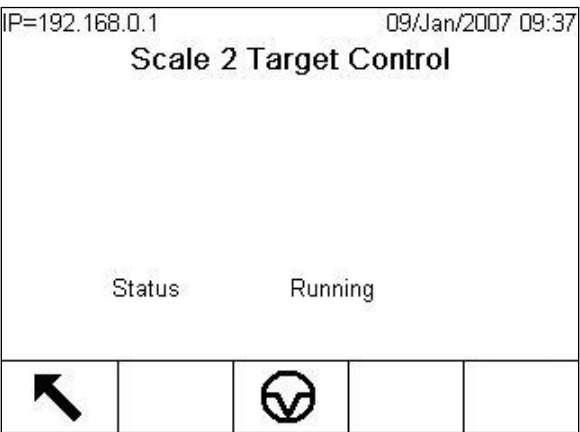 IP=192.168.0.1 09/Jan/2007 09:37
Scale 2 Target Control
Status Running